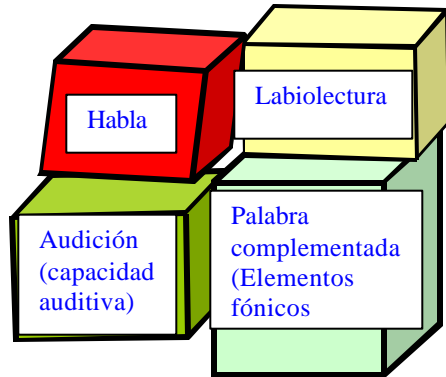 Habla
Labiolectura
Audición
(capacidad
auditiva)
Palabra
complementada
(Elementos
fónicos